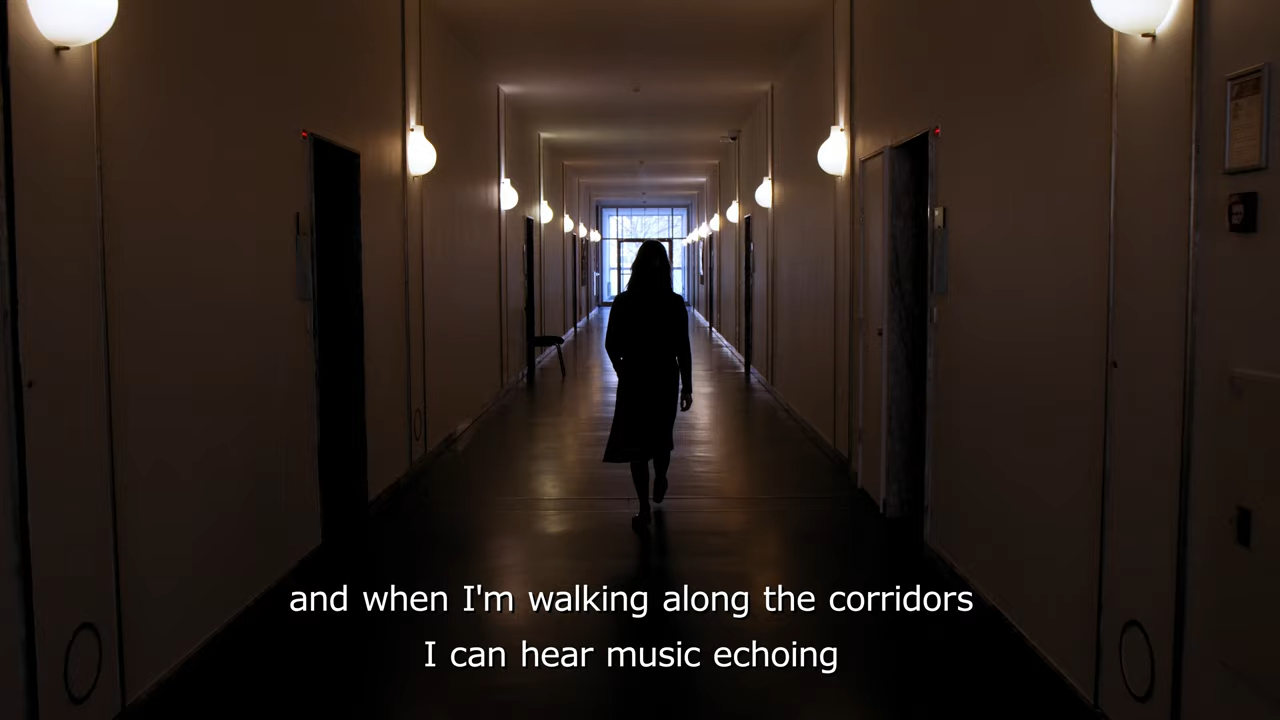 and when I'm walking along the corridors
I can hear music echoing